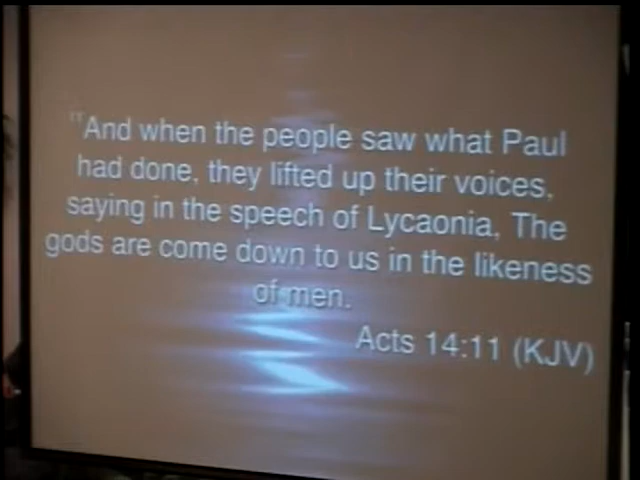 "And when the people saw what Paul
had done, they lifted up their voices,
saying in the speech of Lycaonia, The
gods are come down to us in the likeness
of men.
Acts 14:11 (KJV)